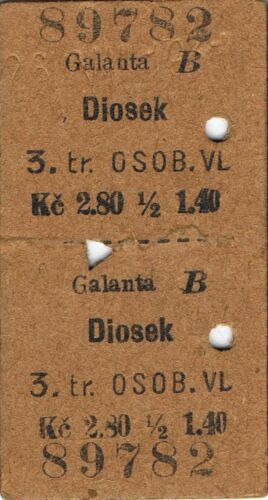 89782
Galanta B
Diosek
3. tr. OSOB. VL
Kč 2.80 ½ 1.40
Galanta B
Diosek
3. tr. OSOB. VL
Kč 2.80 ½ 1.40
89782